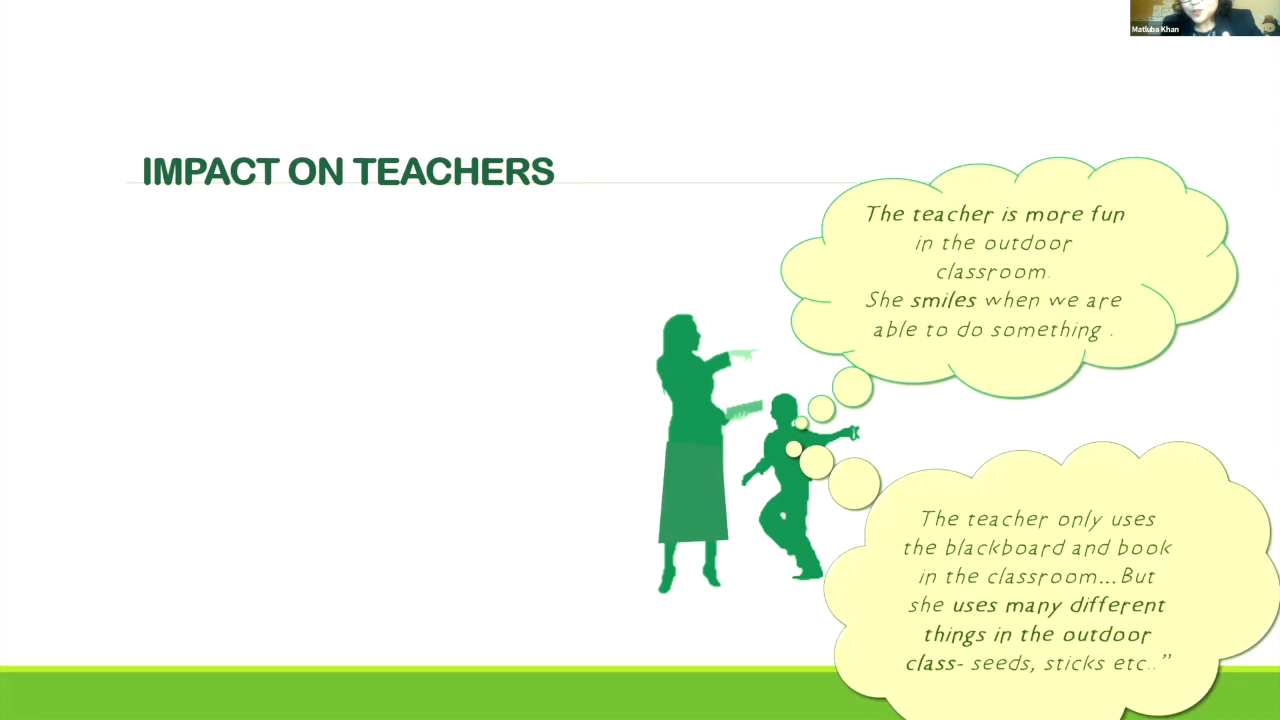 Matluba Khan
IMPACT ON TEACHERS
The teacher is more fun
in the outdoor
classroom.
She smiles when we are
able to do something .
The teacher only uses
the blackboard and book
in the classroom...But
she uses many different
things in the outdoor
class- seeds, sticks etc..”